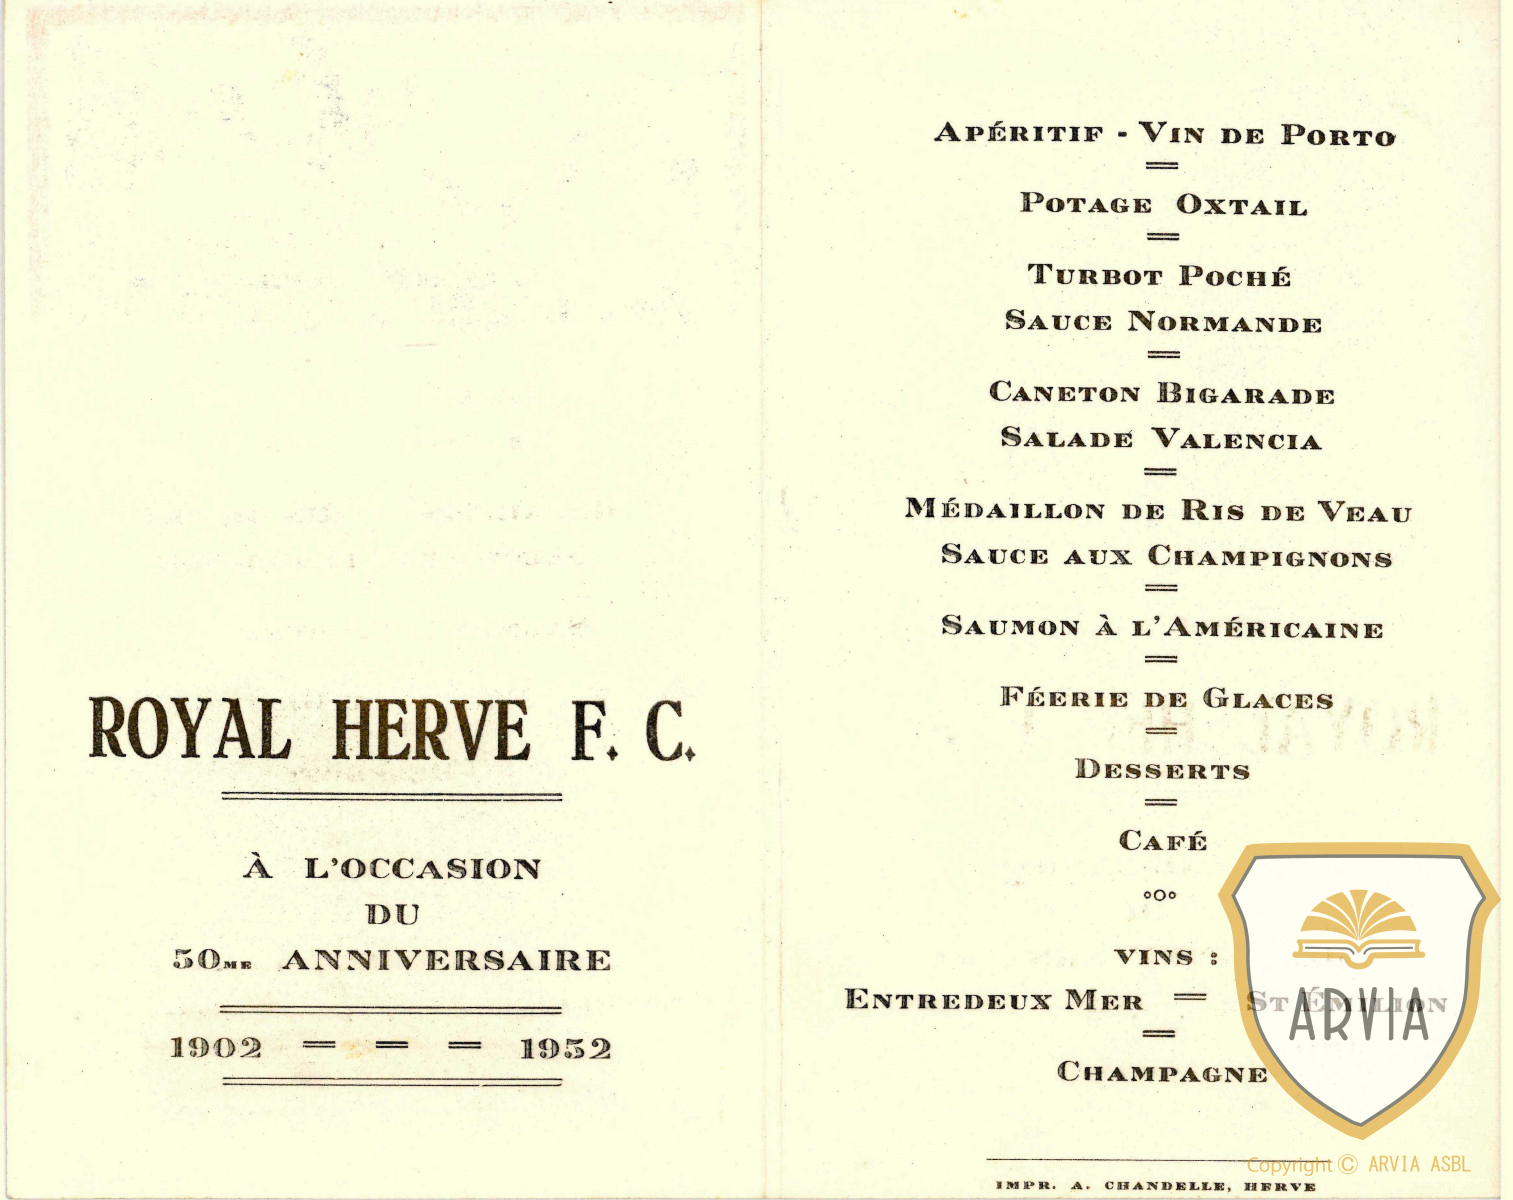 ROYAL HERVE F. C.
À L'OCCASION
DU
50ME ANNIVERSAIRE
1902 = = = 1952
APÉRITIF - VIN DE PORTO
POTAGE OXTAIL
TURBOT POCHÉ
SAUCE NORMANDE
CANETON BIGARADE
SALADE VALENCIA
MÉDAILLON DE RIS DE VEAU
SAUCE AUX CHAMPIGNONS
SAUMON À L'AMÉRICAINE
FÉERIE DE GLACES
DESSERTS
CAFÉ
VINS :
ENTREDEUX MER = ST ÉMILION
CHAMPAGNE
IMPR. A. CHANDELLE, HERVE
ARVIA
Copyright © ARVIA ASBL